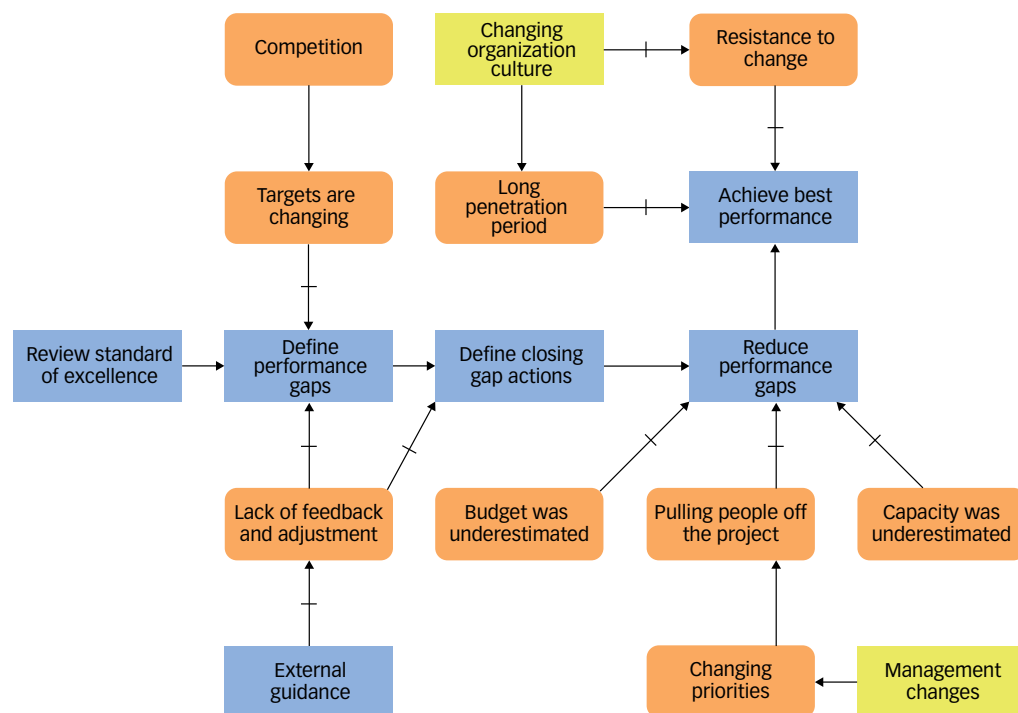 Competition
Changing
organization
culture
Resistance to
change
Targets are
changing
Long
penetration
period
Achieve best
performance
Review standard
of excellence
Define
performance
gaps
Define closing
gap actions
Reduce
performance
gaps
Lack of feedback
and adjustment
Budget was
underestimated
Pulling people off
the project
Capacity was
underestimated
External
guidance
Changing
priorities
Management
changes